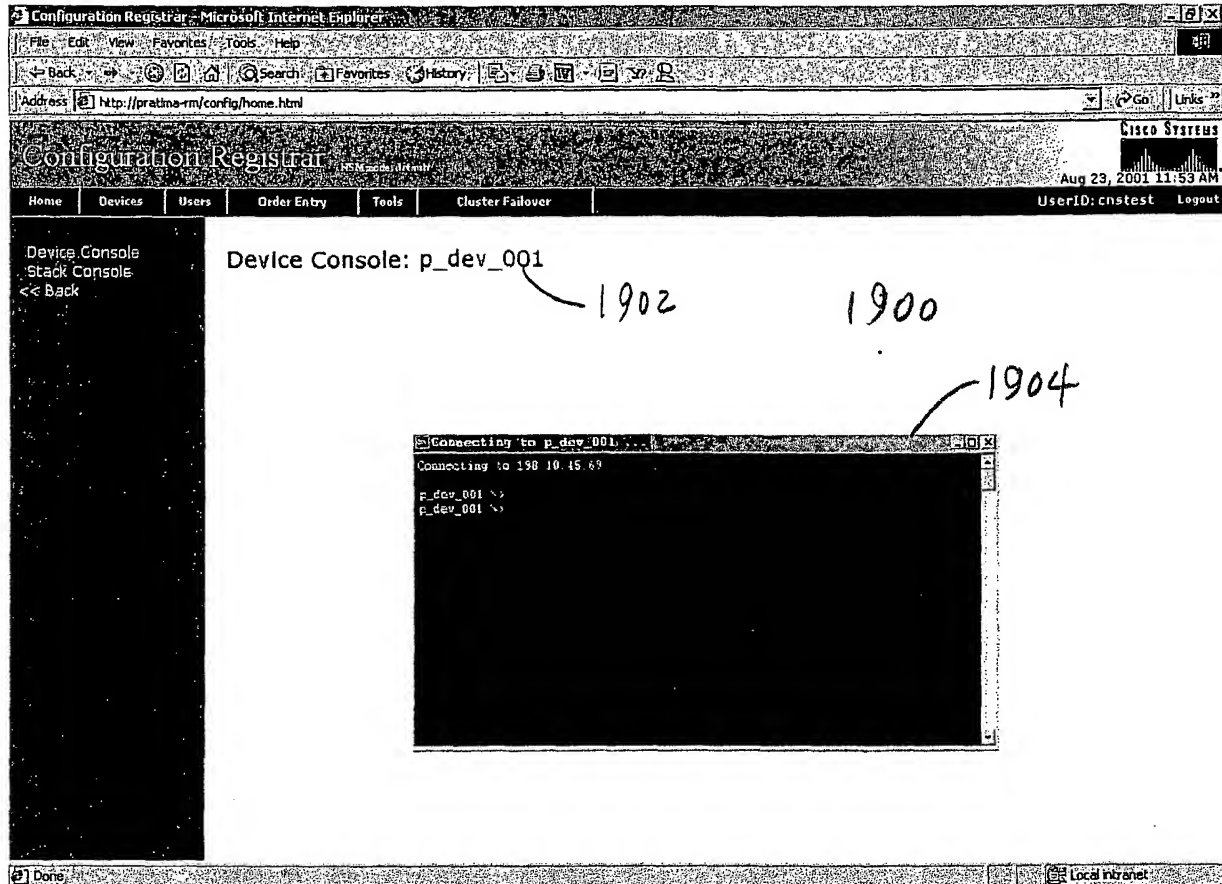 Configuration Registrar - Microsoft Internet Explorer
File Edit View Favorites Tools Help
Back Search Favorites History
Address http://pratima-rm/config/home.html Go Links »
Configuration Registrar
CISCO SYSTEMS
Aug 23, 2001 11:53 AM
Home Devices Users Order Entry Tools Cluster Failover UserID: cnstest Logout
Device Console
Stack Console
<< Back
Device Console: p_dev_001
1902
1900
1904
Connecting to p_dev_001 ...
Connecting to 198 10.45.69
p_dev_001 %>
p_dev_001 %>
Done Local intranet